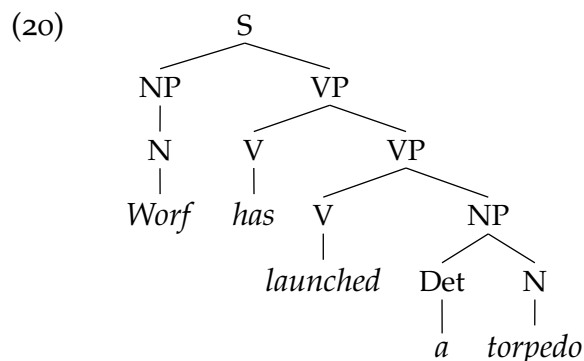 (20) S
NP VP
N V VP
Worf has V NP
launched Det N
a torpedo